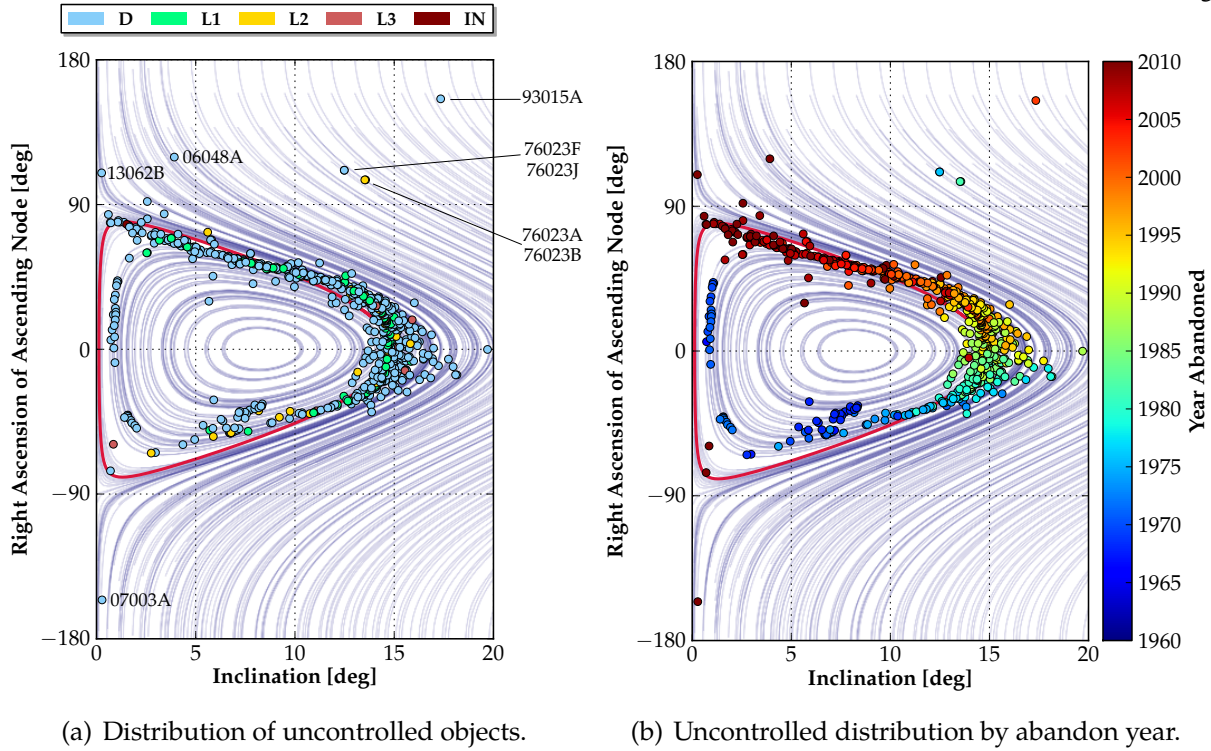 D L1 L2 L3 IN
180
90
0
−90
−180
Right Ascension of Ascending Node [deg]
93015A
76023F
76023J
06048A
13062B
76023A
76023B
07003A
0 5 10 15 20
Inclination [deg]
(a) Distribution of uncontrolled objects.
180
90
0
−90
−180
Right Ascension of Ascending Node [deg]
0 5 10 15 20
Inclination [deg]
2010
2005
2000
1995
1990
1985
1980
1975
1970
1965
1960
Year Abandoned
(b) Uncontrolled distribution by abandon year.